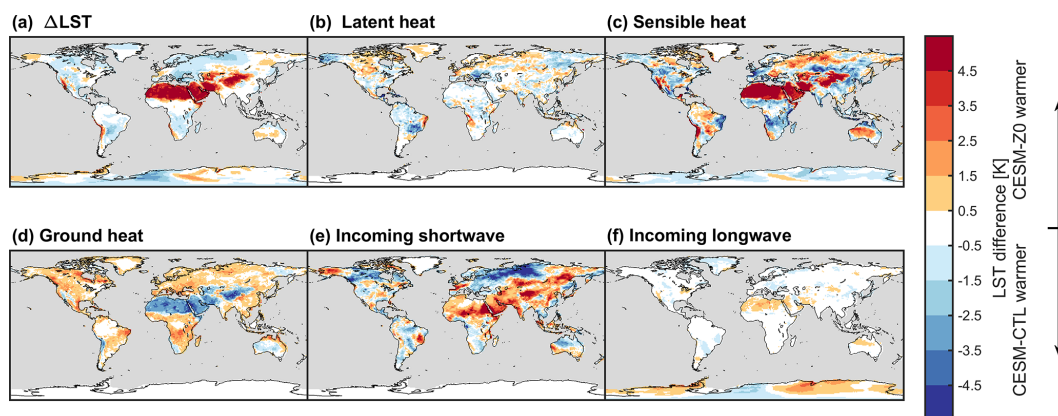 (a) ΔLST
(b) Latent heat
(c) Sensible heat
(d) Ground heat
(e) Incoming shortwave
(f) Incoming longwave
4.5
3.5
2.5
1.5
0.5
-0.5
-1.5
-2.5
-3.5
-4.5
LST difference [K]
CESM-Z0 warmer
CESM-CTL warmer